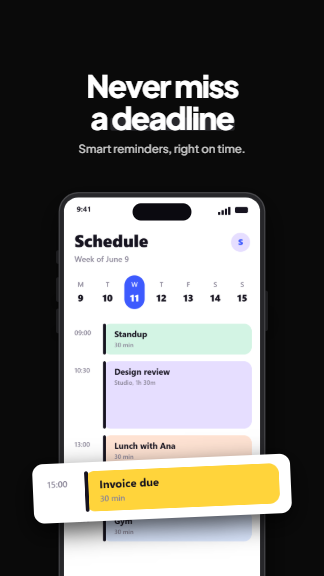 Never miss
a deadline
Smart reminders, right on time.
9:41
Schedule
S
Week of June 9
M T W T F S S
9 10 11 12 13 14 15
09:00
Standup
30 min
10:30
Design review
Studio, 1h 30m
13:00
Lunch with Ana
30 min
15:00
Invoice due
30 min
Gym
30 min